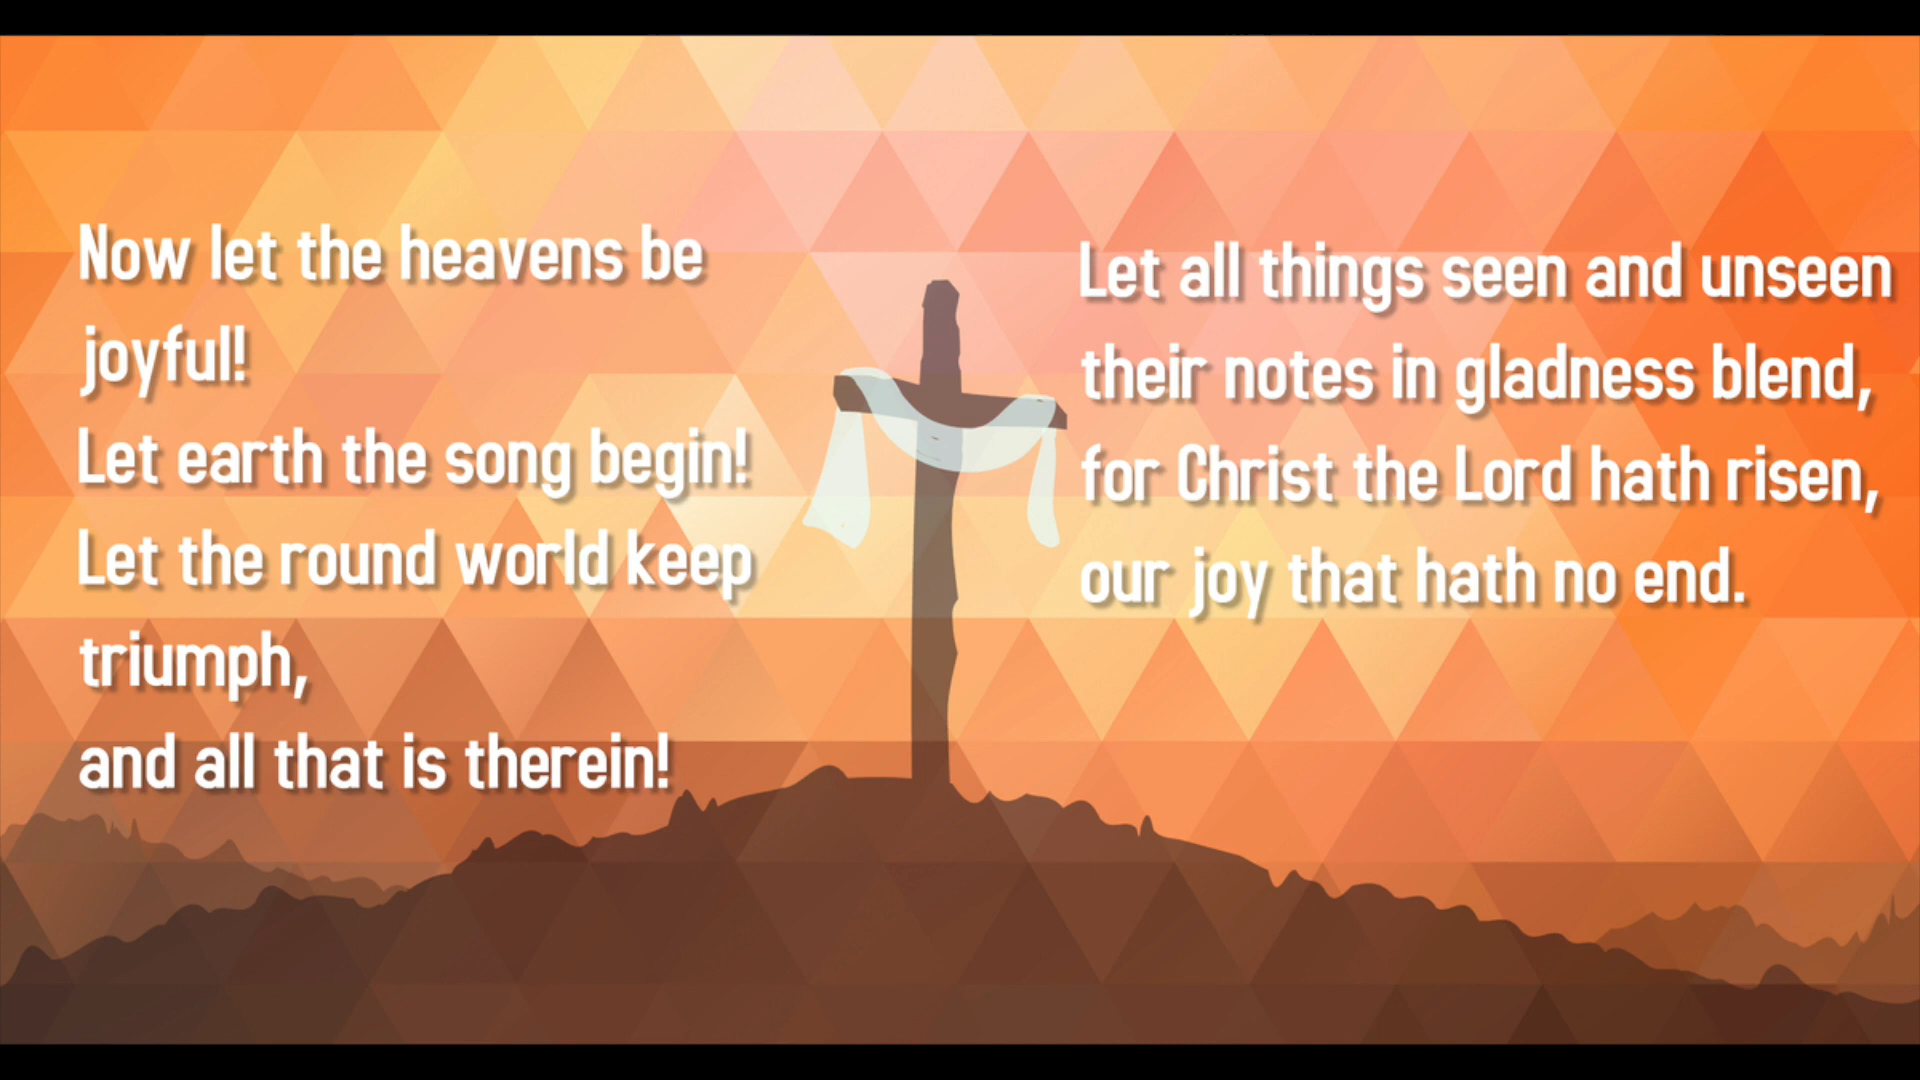 Now let the heavens be
joyful!
Let earth the song begin!
Let the round world keep
triumph,
and all that is therein!
Let all things seen and unseen
their notes in gladness blend,
for Christ the Lord hath risen,
our joy that hath no end.